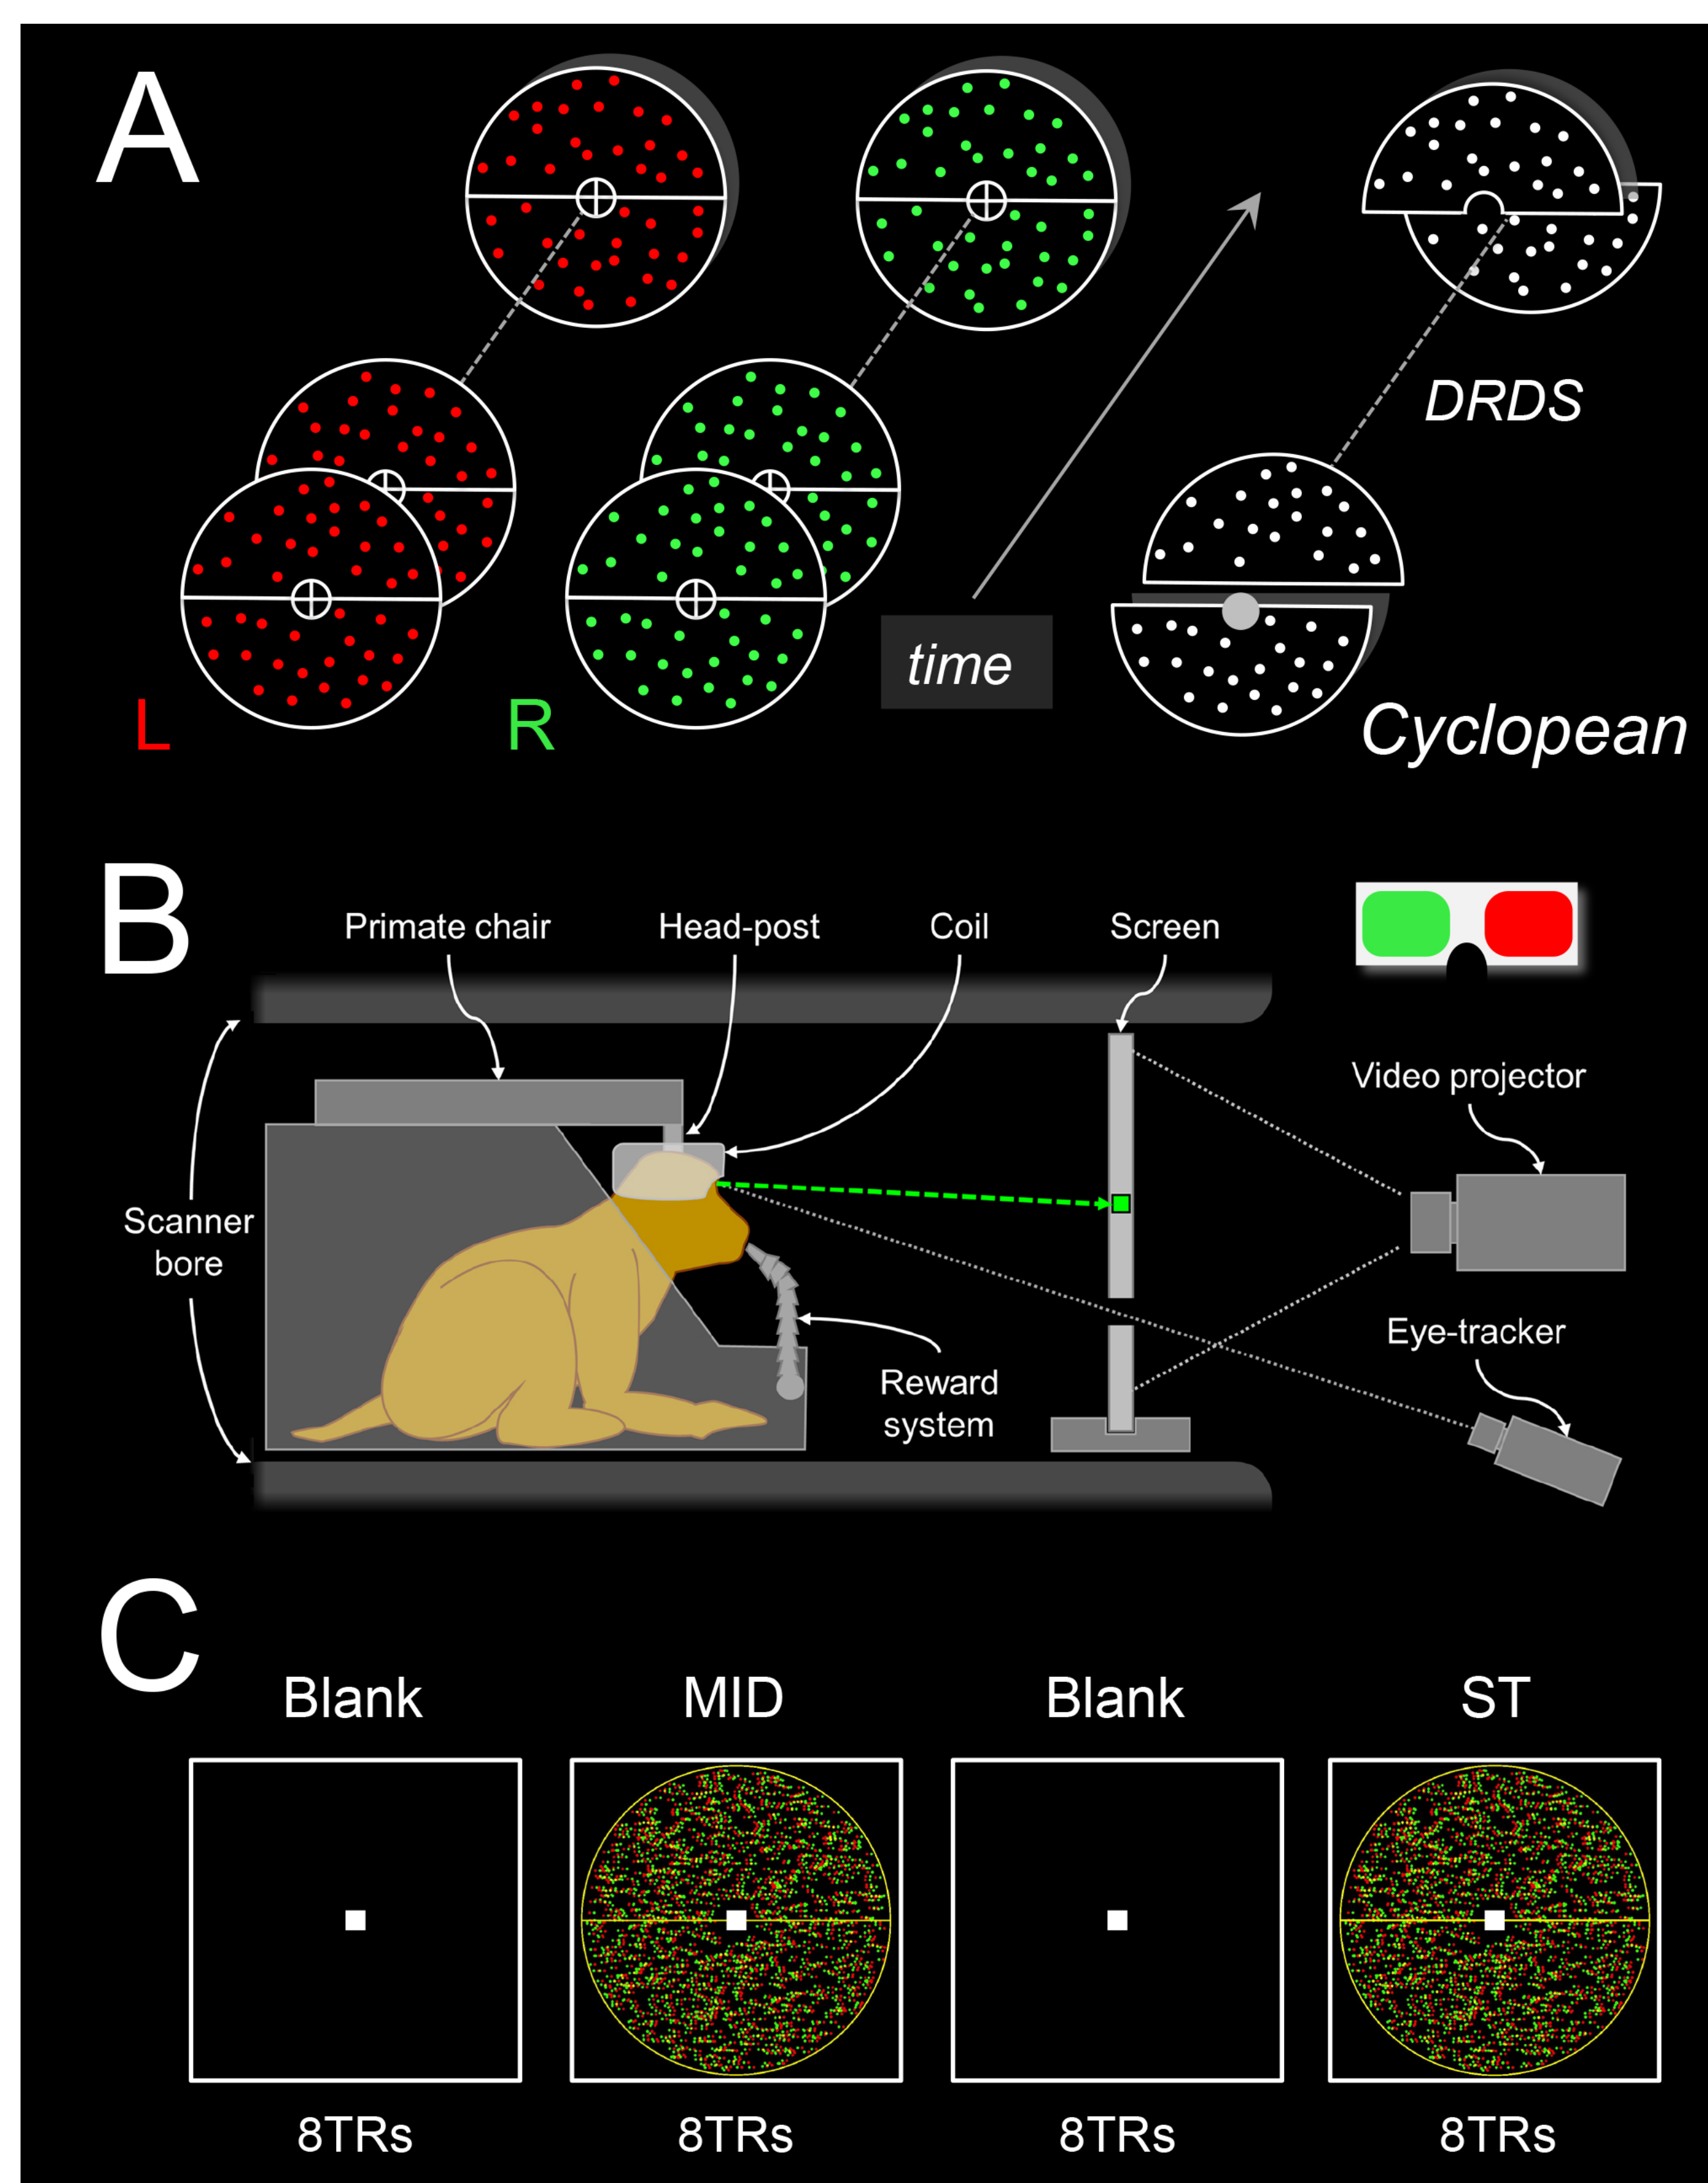 A
DRDS
time
L
R
Cyclopean
B
Primate chair
Head-post
Coil
Screen
Video projector
Scanner
bore
Eye-tracker
Reward
system
C
Blank
MID
Blank
ST
8TRs
8TRs
8TRs
8TRs